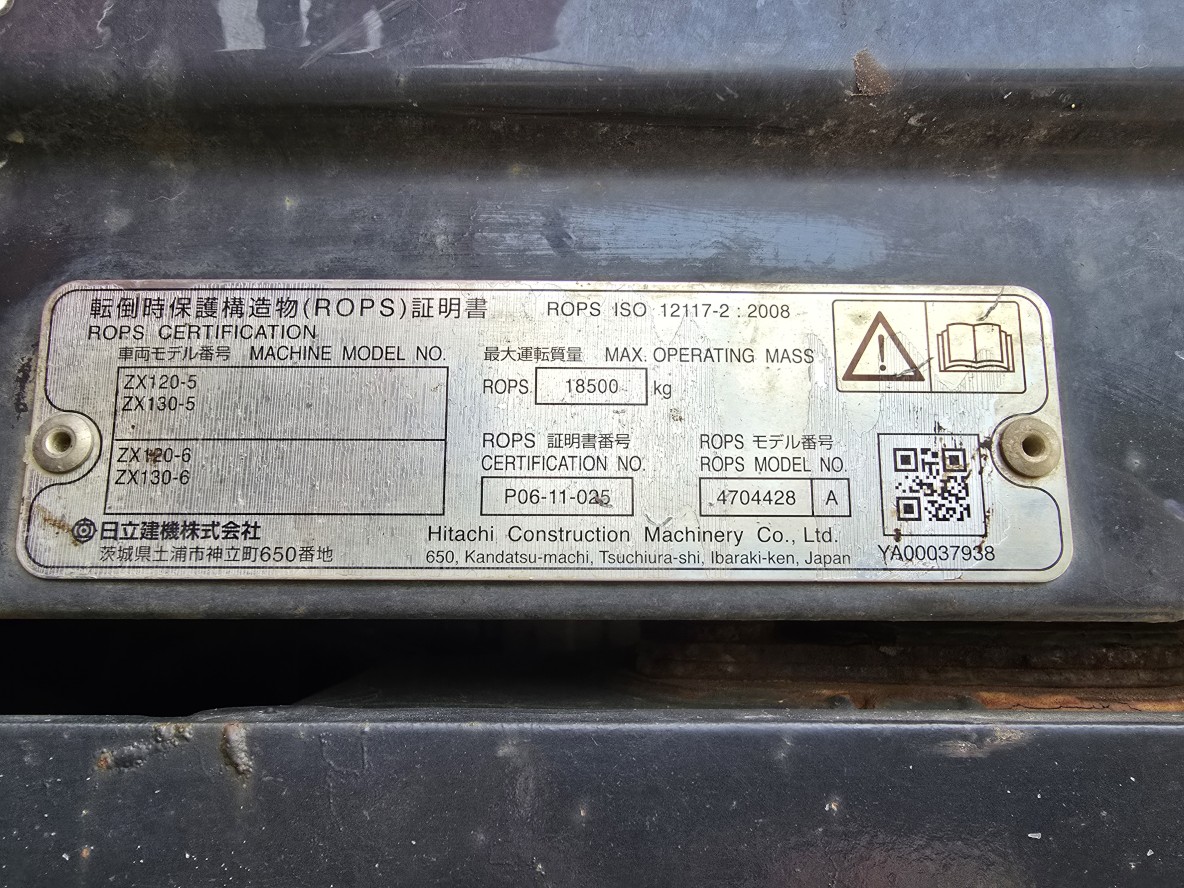 転倒時保護構造物(ROPS)証明書
ROPS ISO 12117-2 : 2008
ROPS CERTIFICATION
車両モデル番号 MACHINE MODEL NO.
ZX120-5
ZX130-5
ZX120-6
ZX130-6
最大運転質量 MAX. OPERATING MASS
ROPS 18500 kg
ROPS 証明書番号
CERTIFICATION NO.
P06-11-025
ROPS モデル番号
ROPS MODEL NO.
4704428 A
日立建機株式会社
茨城県土浦市神立町650番地
Hitachi Construction Machinery Co., Ltd.
650, Kandatsu-machi, Tsuchiura-shi, Ibaraki-ken, Japan
YA00037938